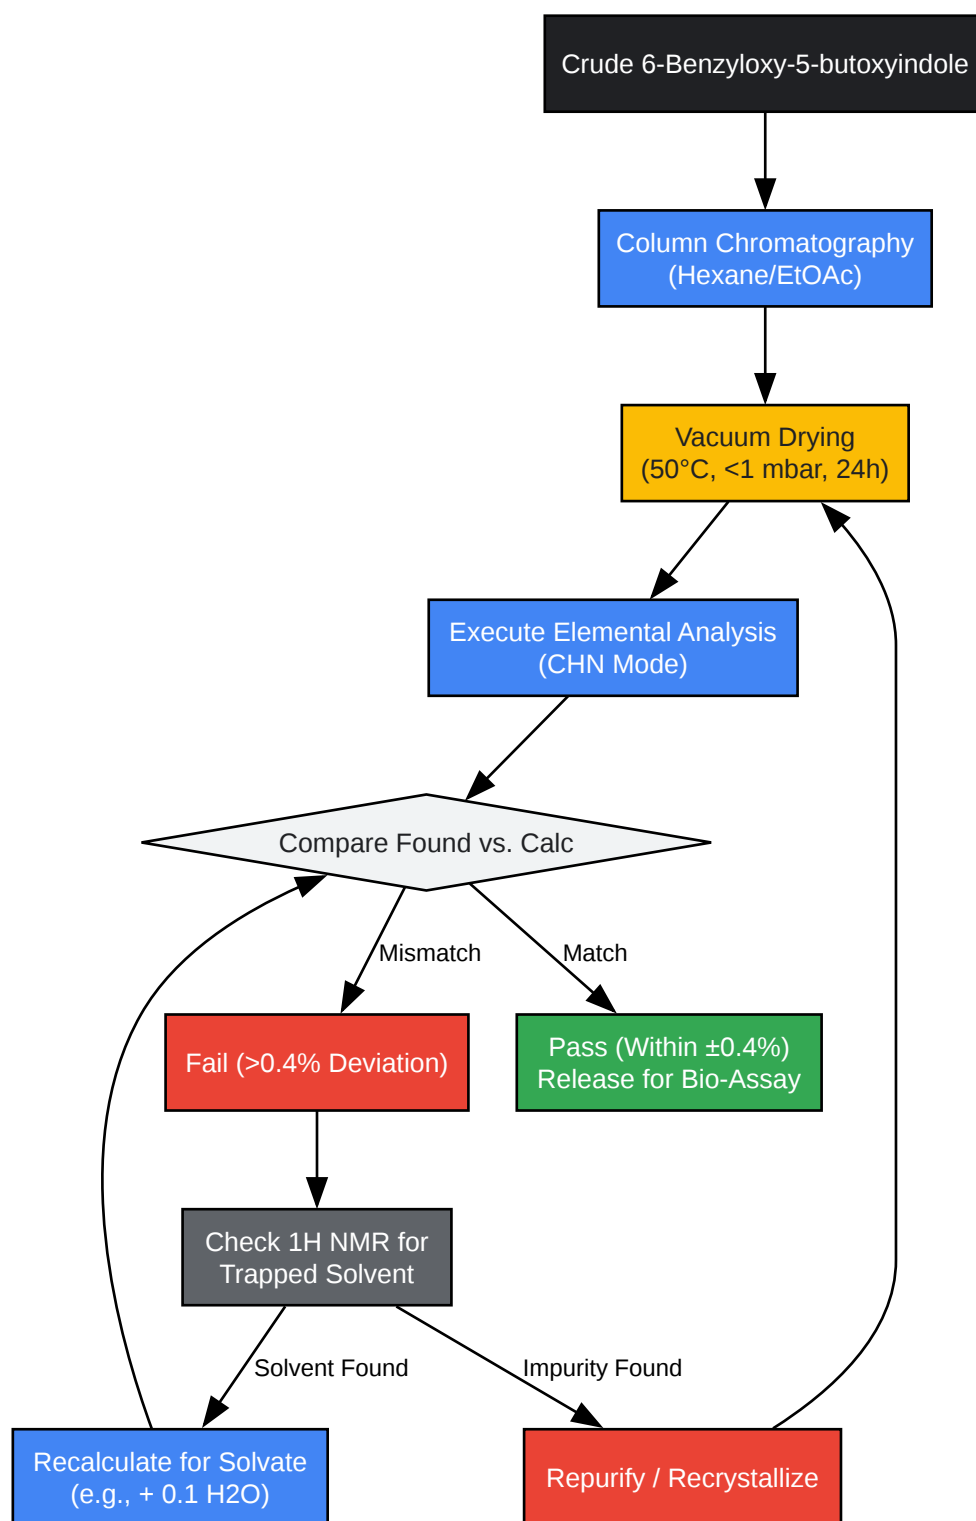 Crude 6-Benzyloxy-5-butoxyindole
Column Chromatography
(Hexane/EtOAc)
Vacuum Drying
(50°C, <1 mbar, 24h)
Execute Elemental Analysis
(CHN Mode)
Compare Found vs. Calc
Mismatch
Match
Fail (>0.4% Deviation)
Pass (Within ±0.4%)
Release for Bio-Assay
Check 1H NMR for
Trapped Solvent
Solvent Found
Impurity Found
Recalculate for Solvate
(e.g., + 0.1 H2O)
Repurify / Recrystallize